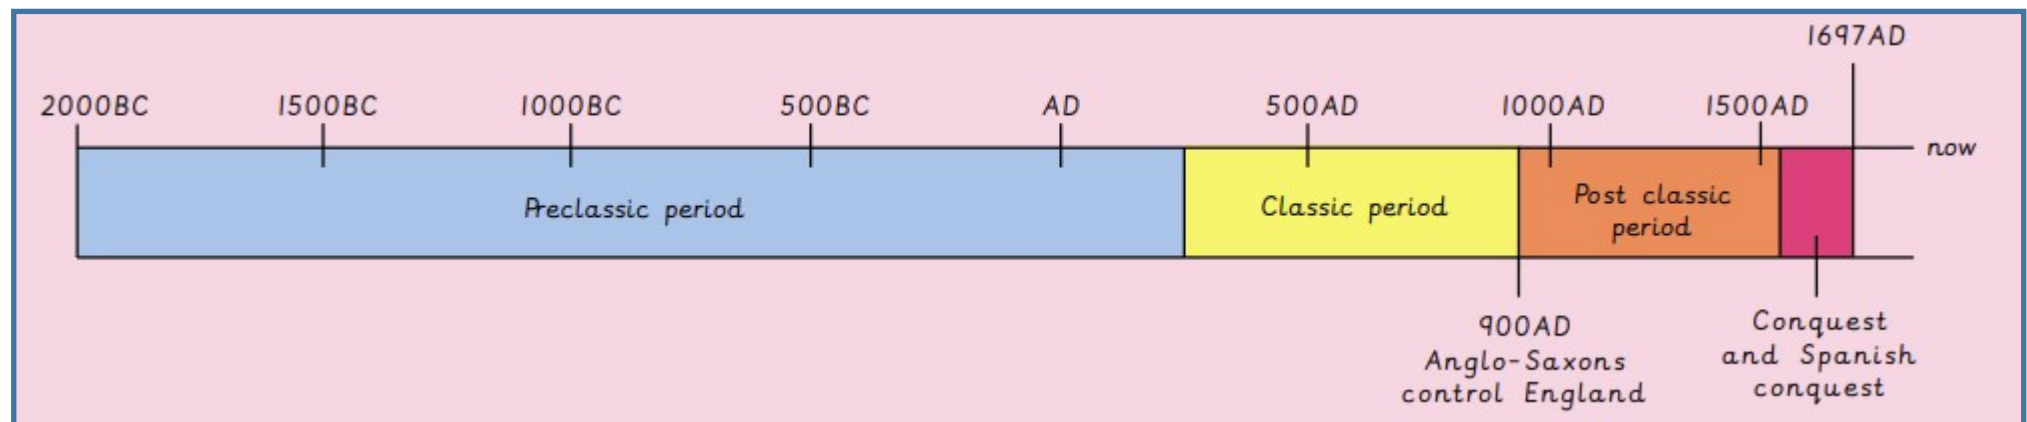 1697AD
2000BC 1500BC 1000BC 500BC AD 500AD 1000AD 1500AD
now
Preclassic period
Classic period
Post classic
period
900AD
Anglo-Saxons
control England
Conquest
and Spanish
conquest